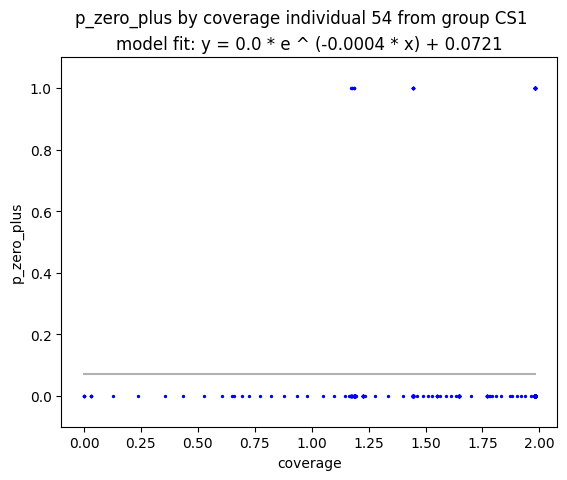 p_zero_plus by coverage individual 54 from group CS1
model fit: y = 0.0 * e ^ (-0.0004 * x) + 0.0721
1.0
0.8
0.6
0.4
0.2
0.0
p_zero_plus
0.00 0.25 0.50 0.75 1.00 1.25 1.50 1.75 2.00
coverage